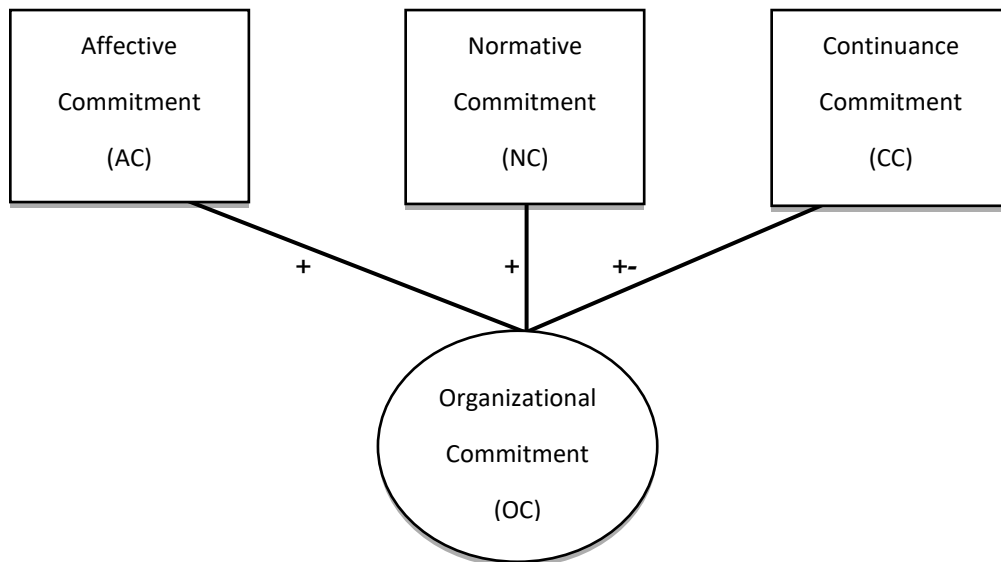 Affective
Commitment
(AC)
Normative
Commitment
(NC)
Continuance
Commitment
(CC)
+
+
+-
Organizational
Commitment
(OC)